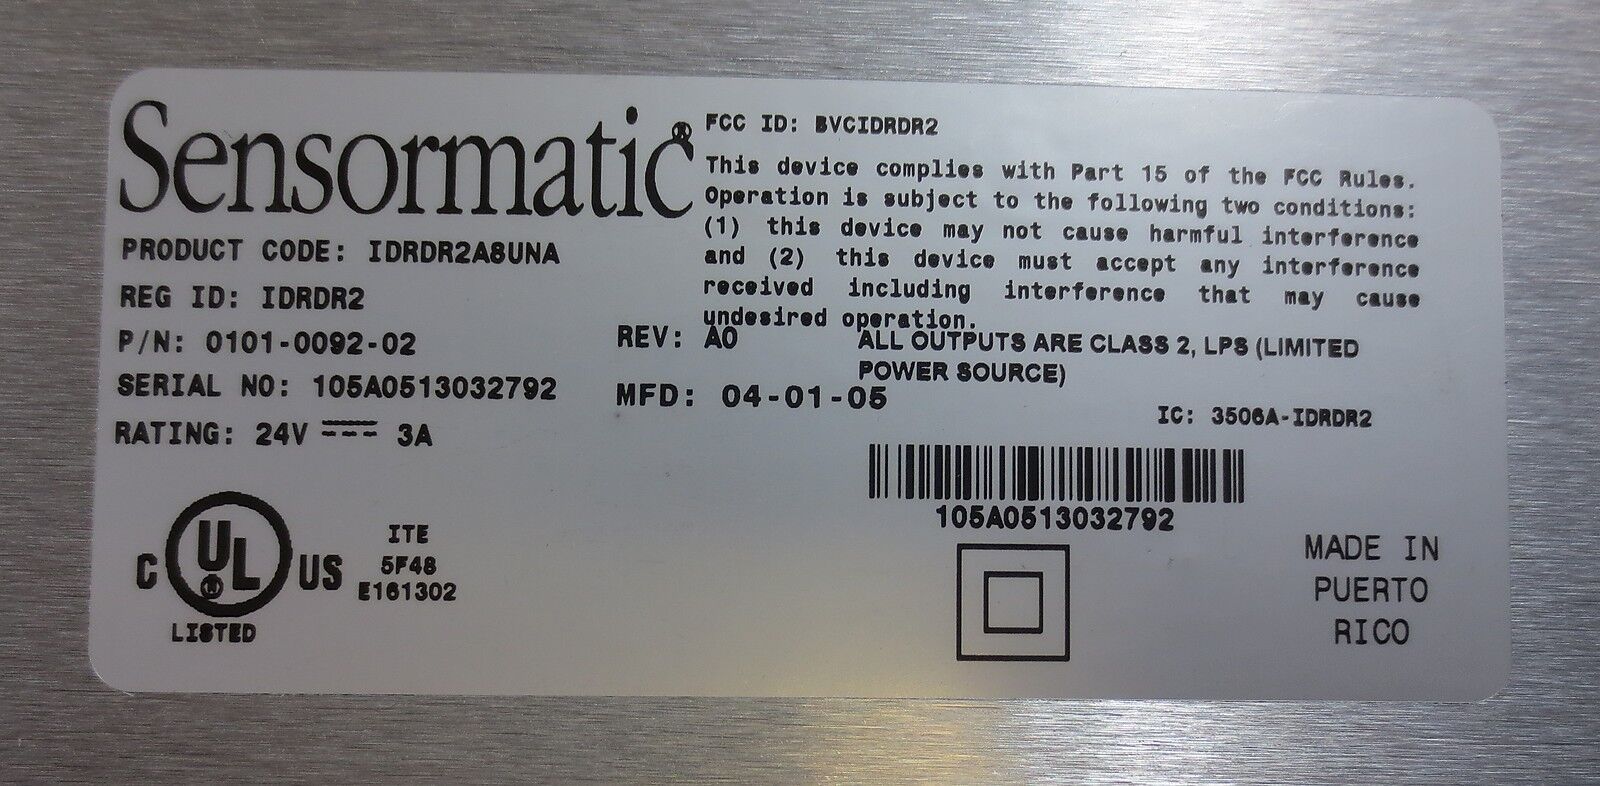 Sensormatic®
PRODUCT CODE: IDRDR2A8UNA
REG ID: IDRDR2
P/N: 0101-0092-02
REV: A0
SERIAL NO: 105A0513032792
MFD: 04-01-05
RATING: 24V 3A
FCC ID: BVCIDRDR2
This device complies with Part 15 of the FCC Rules.
Operation is subject to the following two conditions:
(1) this device may not cause harmful interference
and (2) this device must accept any interference
received including interference that may cause
undesired operation.
ALL OUTPUTS ARE CLASS 2, LPS (LIMITED
POWER SOURCE)
IC: 3506A-IDRDR2
105A0513032792
C UL® US
LISTED
ITE
5F48
E161302
MADE IN
PUERTO
RICO